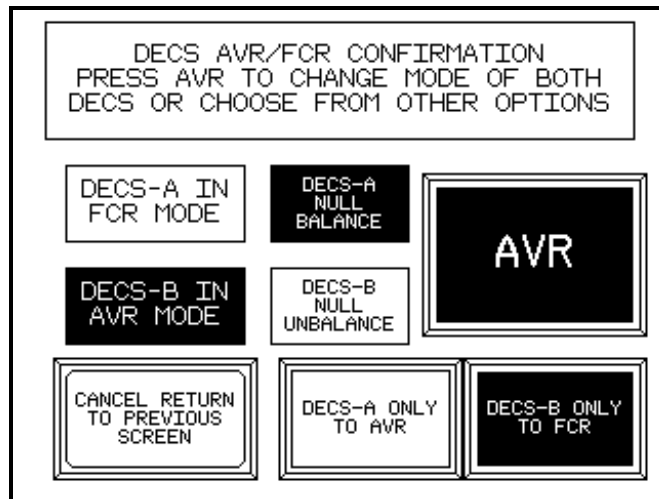 DECS AVR/FCR CONFIRMATION
PRESS AVR TO CHANGE MODE OF BOTH
DECS OR CHOOSE FROM OTHER OPTIONS
DECS-A IN
FCR MODE
DECS-A
NULL
BALANCE
AVR
DECS-B IN
AVR MODE
DECS-B
NULL
UNBALANCE
CANCEL RETURN
TO PREVIOUS
SCREEN
DECS-A ONLY
TO AVR
DECS-B ONLY
TO FCR